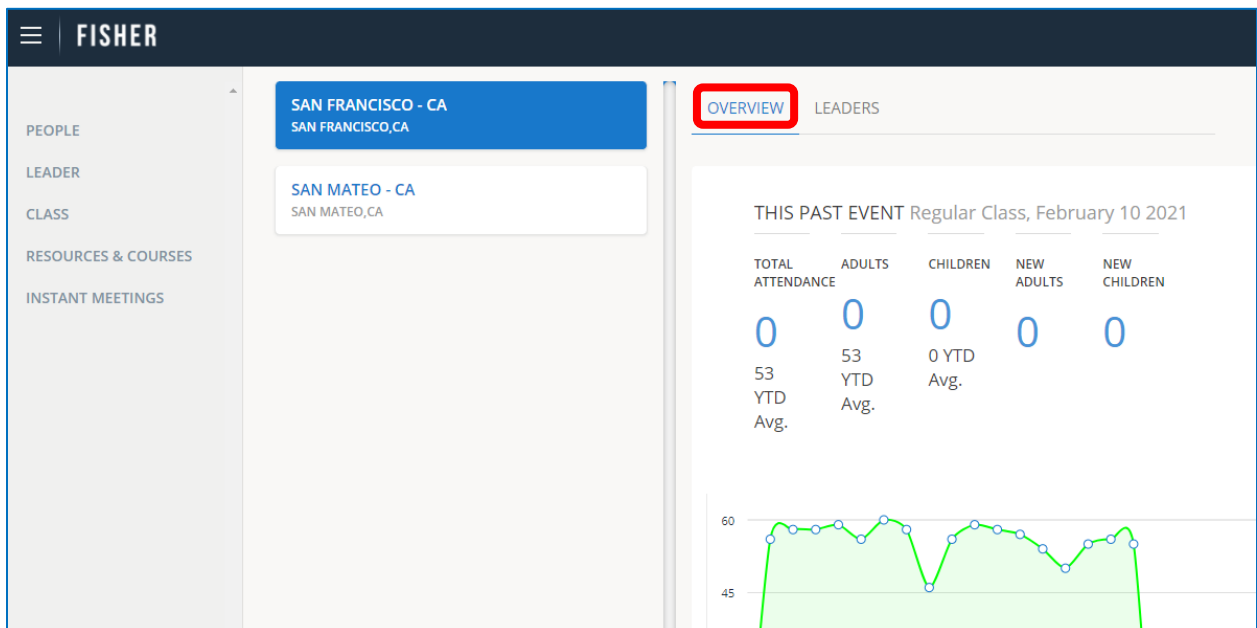 FISHER
PEOPLE
LEADER
CLASS
RESOURCES & COURSES
INSTANT MEETINGS
SAN FRANCISCO - CA
SAN FRANCISCO,CA
SAN MATEO - CA
SAN MATEO,CA
OVERVIEW LEADERS
THIS PAST EVENT Regular Class, February 10 2021
TOTAL
ATTENDANCE
0
53
YTD
Avg.
ADULTS
0
53
YTD
Avg.
CHILDREN
0
0 YTD
Avg.
NEW
ADULTS
0
NEW
CHILDREN
0
60
45